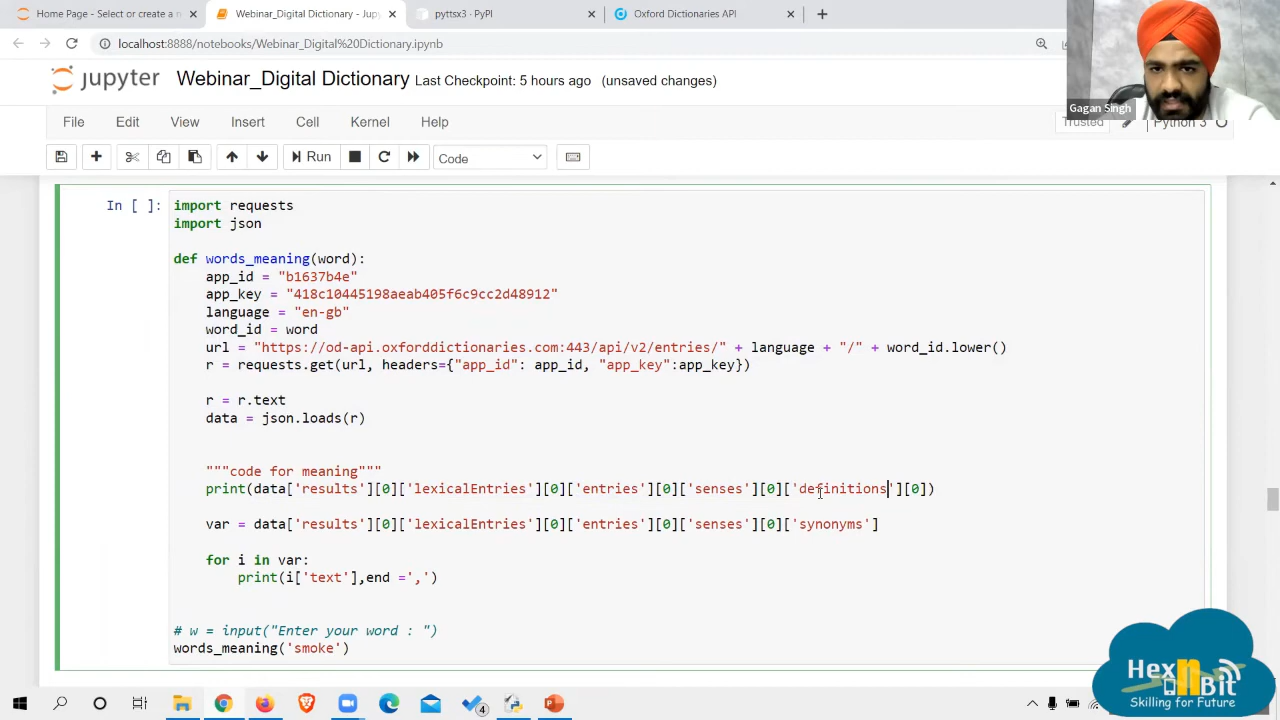 Home Page - Select or create a n
Webinar_Digital Dictionary - Jup
pyttsx3 - PyPI
Oxford Dictionaries API
localhost:8888/notebooks/Webinar_Digital%20Dictionary.ipynb
jupyter Webinar_Digital Dictionary Last Checkpoint: 5 hours ago (unsaved changes)
Gagan Singh
File Edit View Insert Cell Kernel Help
Trusted Python 3
Run Code
In [ ]: import requests
import json
def words_meaning(word):
app_id = "b1637b4e"
app_key = "418c10445198aeab405f6c9cc2d48912"
language = "en-gb"
word_id = word
url = "https://od-api.oxforddictionaries.com:443/api/v2/entries/" + language + "/" + word_id.lower()
r = requests.get(url, headers={"app_id": app_id, "app_key":app_key})
r = r.text
data = json.loads(r)
"""code for meaning"""
print(data['results'][0]['lexicalEntries'][0]['entries'][0]['senses'][0]['definitions'][0])
var = data['results'][0]['lexicalEntries'][0]['entries'][0]['senses'][0]['synonyms']
for i in var:
print(i['text'],end =',')
# w = input("Enter your word : ")
words_meaning('smoke')
HexnBit
Skilling for Future
4